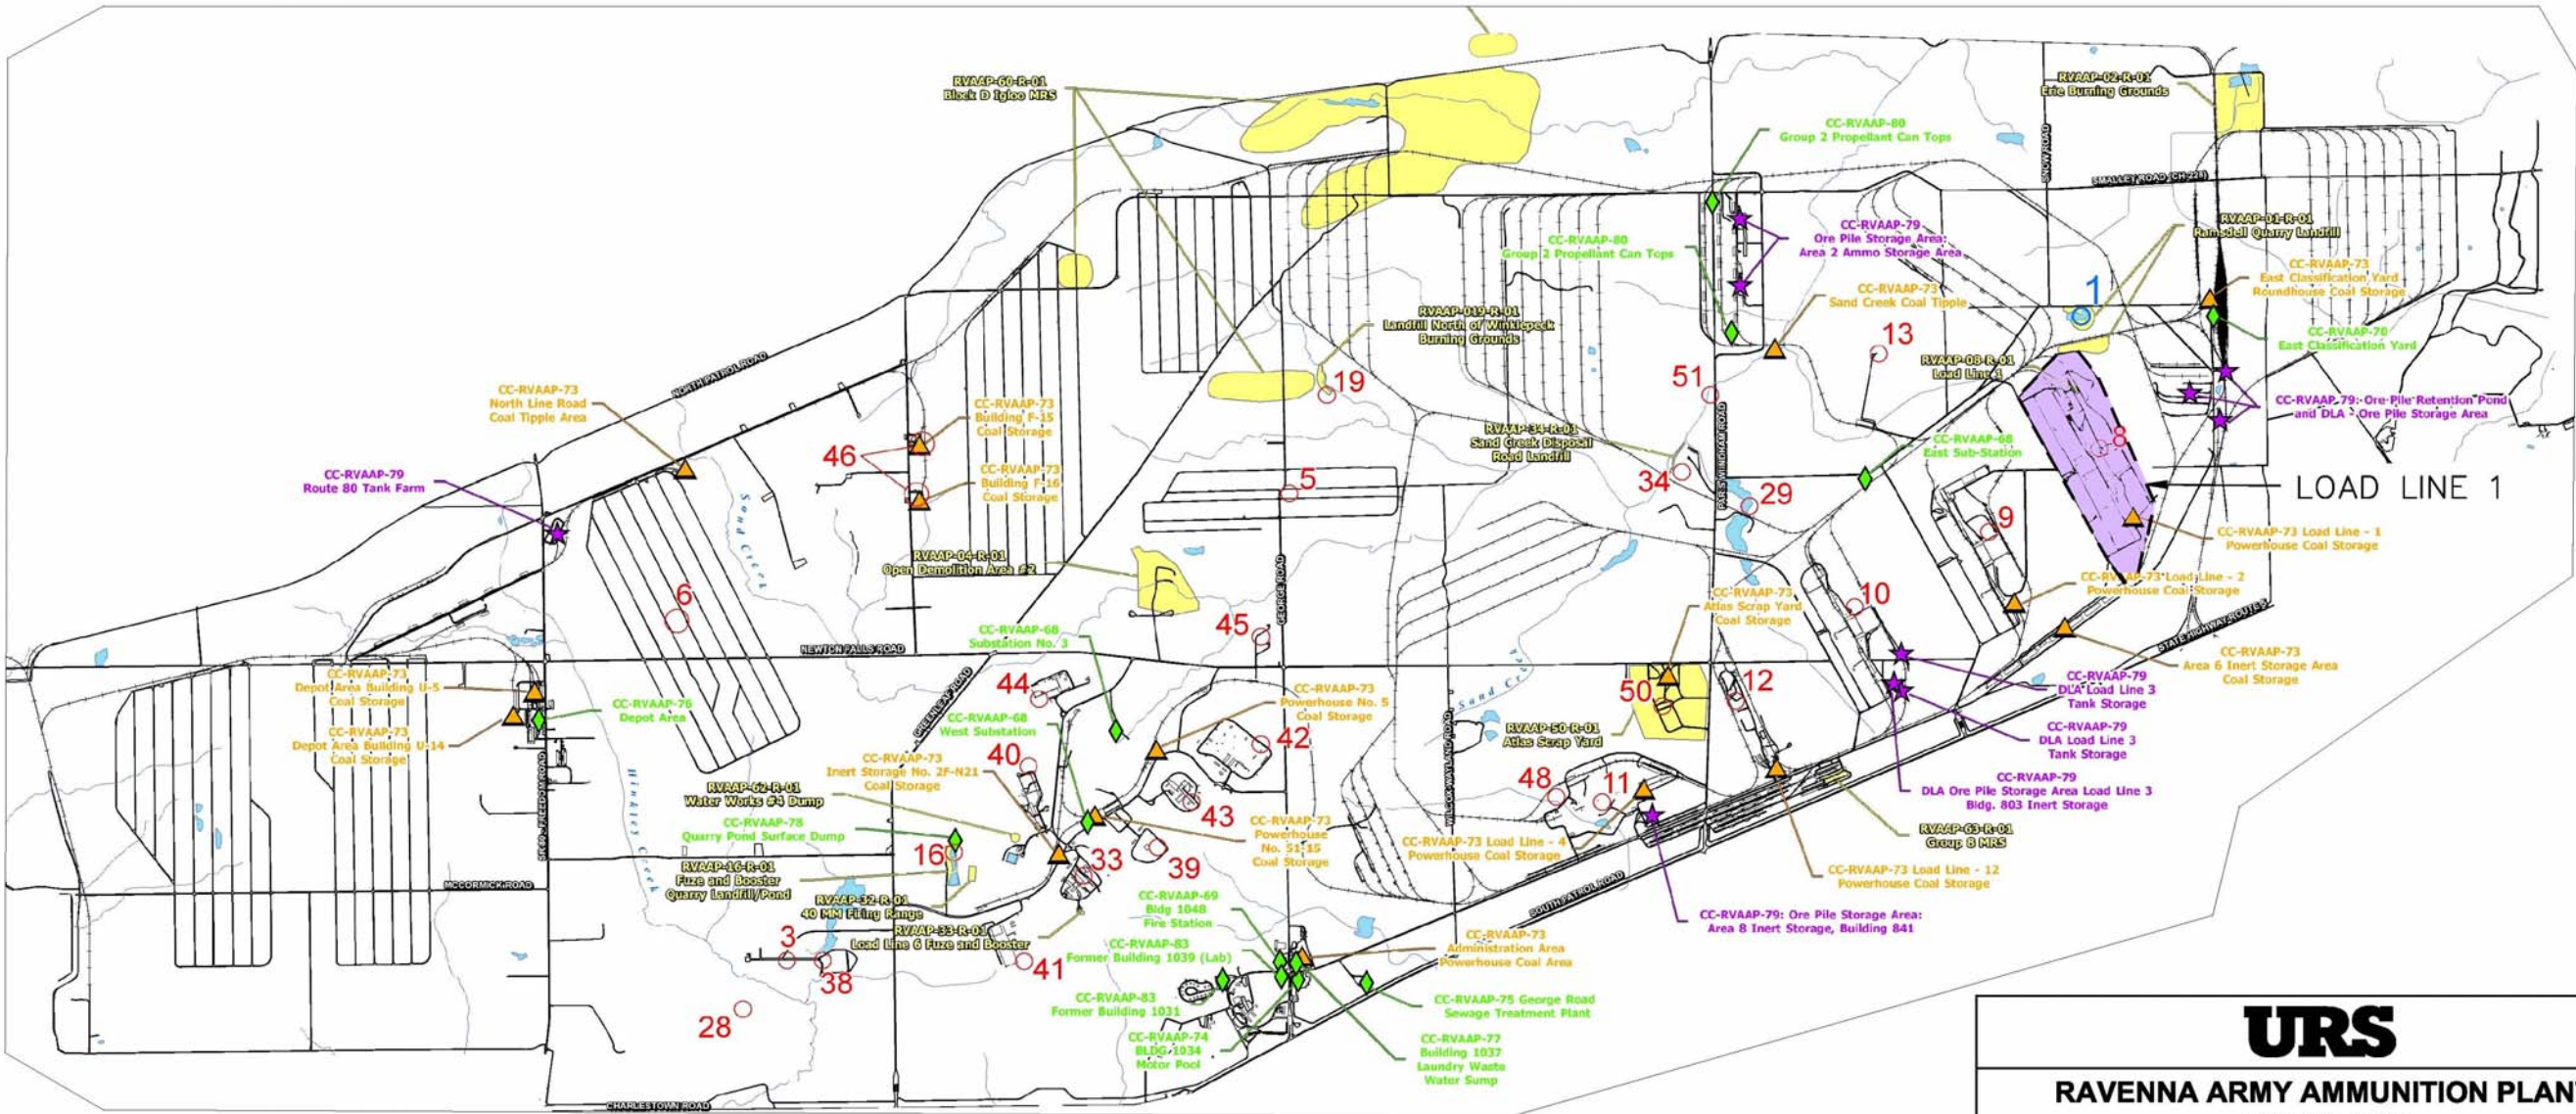 RVAAP-60-R-01
Block D Igloo MRS
RVAAP-02-R-01
Erie Burning Grounds
CC-RVAAP-80
Group 2 Propellant Can Tops
SNOW ROAD
SMALLEY ROAD (CH-228)
CC-RVAAP-79
Ore Pile Storage Area:
Area 2 Ammo Storage Area
RVAAP-01-R-01
Ramsdell Quarry Landfill
CC-RVAAP-80
Group 2 Propellant Can Tops
CC-RVAAP-73
East Classification Yard
Roundhouse Coal Storage
CC-RVAAP-73
Sand Creek Coal Tipple
1
RVAAP-019-R-01
Landfill North of Winklepeck
Burning Grounds
13
CC-RVAAP-70
East Classification Yard
NORTH PATROL ROAD
RVAAP-08-R-01
Load Line 1
19
51
CC-RVAAP-73
North Line Road
Coal Tipple Area
CC-RVAAP-73
Building F-15
Coal Storage
CC-RVAAP 79: Ore Pile Retention Pond
and DLA - Ore Pile Storage Area
PARIS WINDHAM ROAD
RVAAP-34-R-01
Sand Creek Disposal
Road Landfill
CC-RVAAP-68
East Sub-Station
8
46
CC-RVAAP-73
Building F-16
Coal Storage
CC-RVAAP-79
Route 80 Tank Farm
5
34
29
LOAD LINE 1
Soup Creek
9
CC-RVAAP-73 Load Line - 1
Powerhouse Coal Storage
RVAAP-04-R-01
Open Demolition Area #2
GEORGE ROAD
6
10
CC-RVAAP-73
Atlas Scrap Yard
Coal Storage
CC-RVAAP-73 Load Line - 2
Powerhouse Coal Storage
STATE HIGHWAY ROUTE 5
45
CC-RVAAP-68
Substation No. 3
NEWTON FALLS ROAD
CC-RVAAP-73
Area 6 Inert Storage Area
Coal Storage
CC-RVAAP-73
Depot Area Building U-5
Coal Storage
44
GREENLEAF ROAD
Sand Creek
50
12
CC-RVAAP-79
DLA Load Line 3
Tank Storage
CC-RVAAP-76
Depot Area
CC-RVAAP-73
Powerhouse No. 5
Coal Storage
CC-RVAAP-68
West Substation
CC-RVAAP-73
Depot Area Building U-14
Coal Storage
42
WILCOX-WAYLAND ROAD
RVAAP-50-R-01
Atlas Scrap Yard
CC-RVAAP-79
DLA Load Line 3
Tank Storage
40
CC-RVAAP-73
Inert Storage No. 2F-N21
Coal Storage
48
11
CC-RVAAP-79
DLA Ore Pile Storage Area Load Line 3
Bldg. 803 Inert Storage
RVAAP-62-R-01
Water Works #4 Dump
43
Hinkley Creek
CC-RVAAP-78
Quarry Pond Surface Dump
CC-RVAAP-73
Powerhouse
No. 51-15
Coal Storage
CC-RVAAP-73 Load Line - 4
Powerhouse Coal Storage
RVAAP-63-R-01
Group 8 MRS
16
33
39
RVAAP-16-R-01
Fuze and Booster
Quarry Landfill/Pond
CC-RVAAP-73 Load Line - 12
Powerhouse Coal Storage
MCCORMICK ROAD
SOUTH PATROL ROAD
RVAAP-32-R-01
40 MM Firing Range
CC-RVAAP-69
Bldg 1048
Fire Station
CC-RVAAP-79: Ore Pile Storage Area:
Area 8 Inert Storage, Building 841
RVAAP-33-R-01
Load Line 6 Fuze and Booster
3
38
41
CC-RVAAP-83
Former Building 1039 (Lab)
CC-RVAAP-73
Administration Area
Powerhouse Coal Area
28
CC-RVAAP-83
Former Building 1031
CC-RVAAP-75 George Road
Sewage Treatment Plant
CC-RVAAP-74
BLDG 1034
Motor Pool
CC-RVAAP-77
Building 1037
Laundry Waste
Water Sump
CHARLESTOWN ROAD
URS
RAVENNA ARMY AMMUNITION PLAN